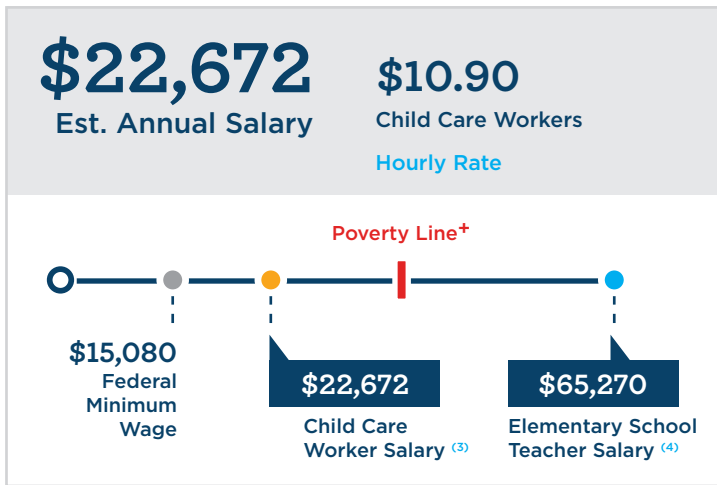 $22,672
Est. Annual Salary
$10.90
Child Care Workers
Hourly Rate
Poverty Line+
$15,080
Federal
Minimum
Wage
$22,672
Child Care
Worker Salary (3)
$65,270
Elementary School
Teacher Salary (4)